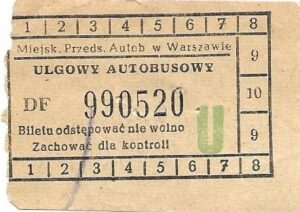 1 2 3 4 5 6 7 8
Miejsk. Przeds. Autob w Warszawie
9
ULGOWY AUTOBUSOWY
DF 990520
10
Biletu odstępować nie wolno
U
9
Zachować dla kontroli
1 2 3 4 5 6 7 8